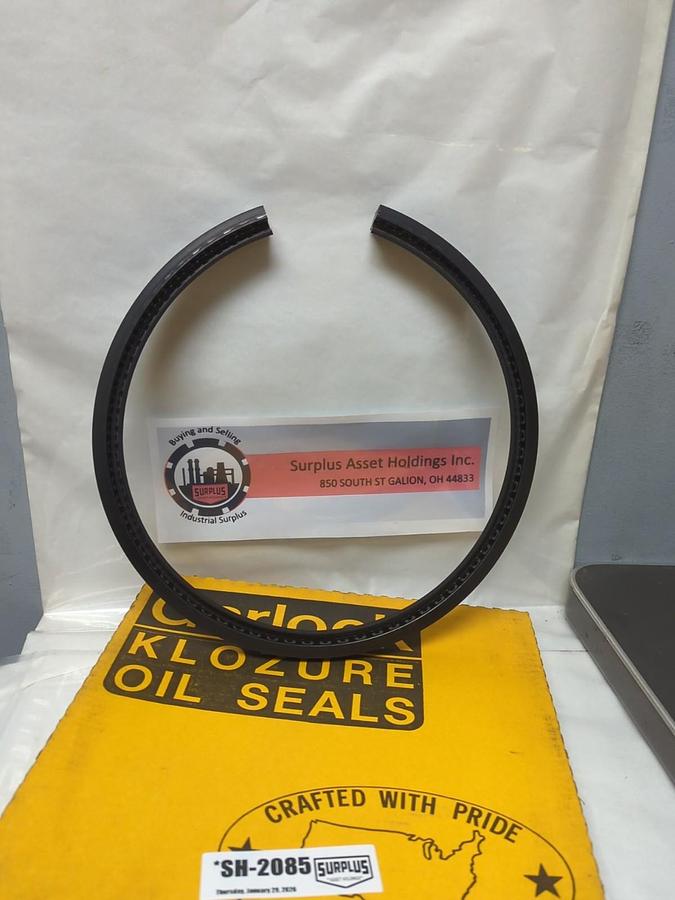 Buying and Selling
SURPLUS
Industrial Surplus
Surplus Asset Holdings Inc.
850 SOUTH ST GALION, OH 44833
Garlock
KLOZURE
OIL SEALS
CRAFTED WITH PRIDE
*SH-2085 SURPLUS
Thursday, January 29, 2026